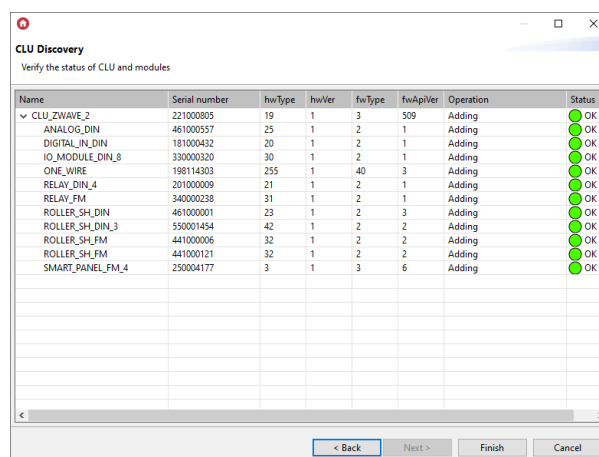 CLU Discovery
Verify the status of CLU and modules
Name Serial number hwType hwVer fwType fwApiVer Operation Status
CLU_ZWAVE_2 221000805 19 1 3 509 Adding OK
ANALOG_DIN 461000557 25 1 2 1 Adding OK
DIGITAL_IN_DIN 181000432 20 1 2 1 Adding OK
IO_MODULE_DIN_8 330000320 30 1 2 1 Adding OK
ONE_WIRE 198114303 255 1 40 3 Adding OK
RELAY_DIN_4 201000009 21 1 2 1 Adding OK
RELAY_FM 340000238 31 1 2 1 Adding OK
ROLLER_SH_DIN 461000001 23 1 2 3 Adding OK
ROLLER_SH_DIN_3 550001454 42 1 2 2 Adding OK
ROLLER_SH_FM 441000006 32 1 2 2 Adding OK
ROLLER_SH_FM 441000121 32 1 2 2 Adding OK
SMART_PANEL_FM_4 250004177 3 1 3 6 Adding OK
< Back Next > Finish Cancel